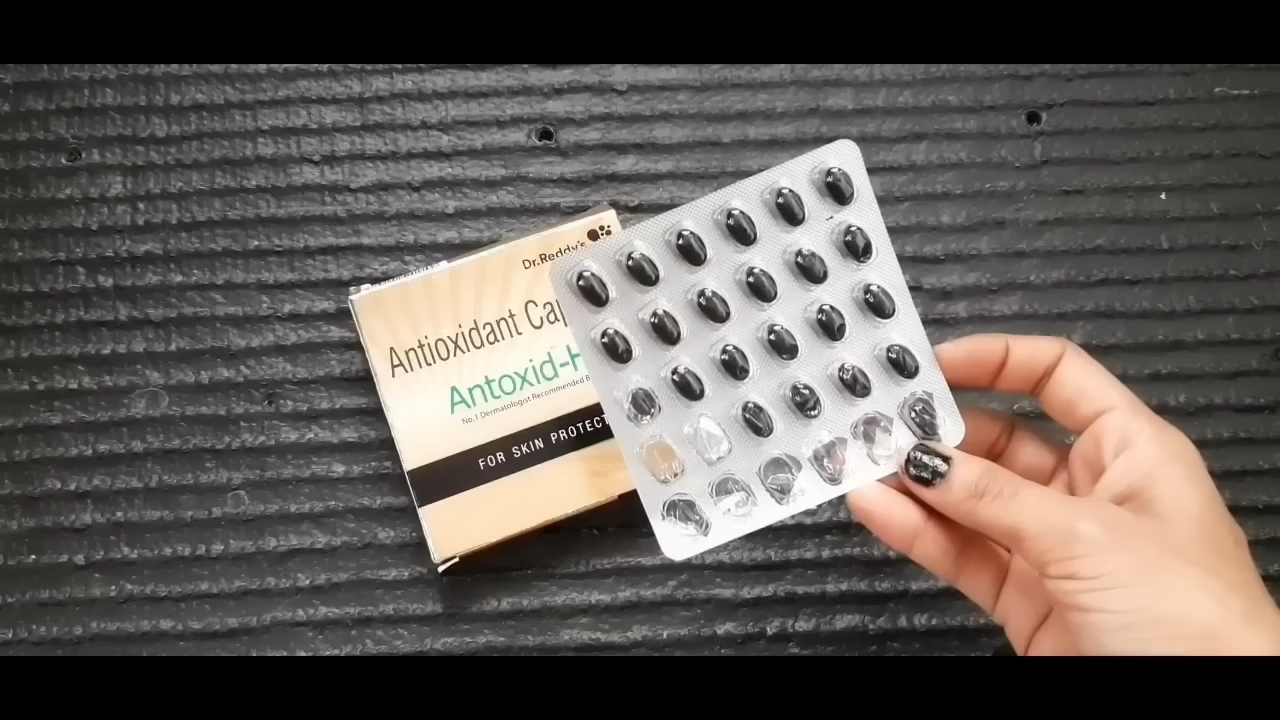 Dr.Reddy's
Antioxidant Cap
Antoxid-H
No.1 Dermatologist Recommended B
FOR SKIN PROTECT